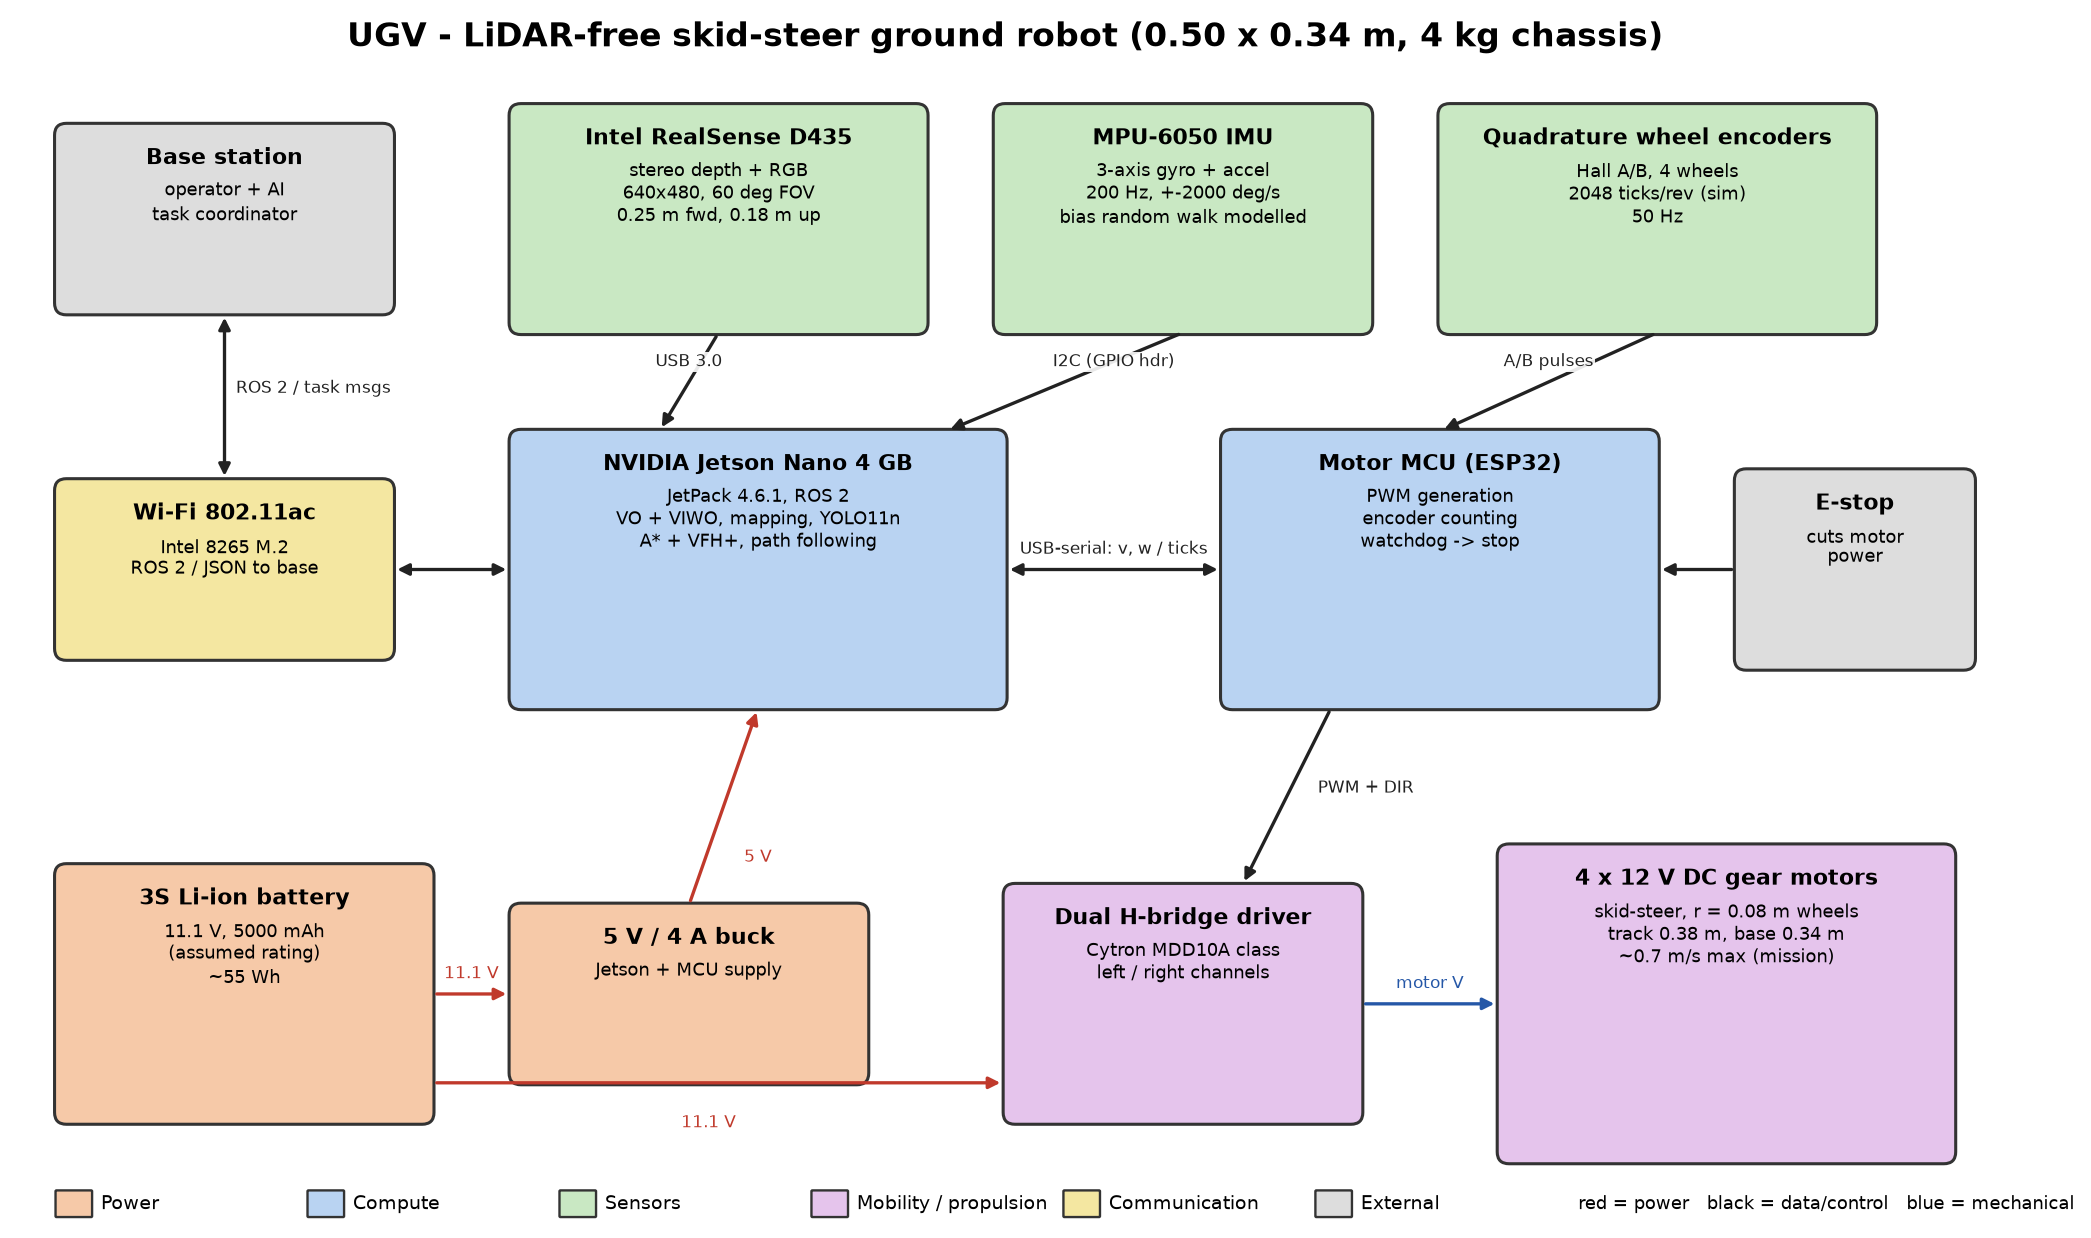 UGV - LiDAR-free skid-steer ground robot (0.50 x 0.34 m, 4 kg chassis)
Base station
operator + AI
task coordinator
Intel RealSense D435
stereo depth + RGB
640x480, 60 deg FOV
0.25 m fwd, 0.18 m up
MPU-6050 IMU
3-axis gyro + accel
200 Hz, +-2000 deg/s
bias random walk modelled
Quadrature wheel encoders
Hall A/B, 4 wheels
2048 ticks/rev (sim)
50 Hz
ROS 2 / task msgs
USB 3.0
I2C (GPIO hdr)
A/B pulses
Wi-Fi 802.11ac
Intel 8265 M.2
ROS 2 / JSON to base
NVIDIA Jetson Nano 4 GB
JetPack 4.6.1, ROS 2
VO + VIWO, mapping, YOLO11n
A* + VFH+, path following
USB-serial: v, w / ticks
Motor MCU (ESP32)
PWM generation
encoder counting
watchdog -> stop
E-stop
cuts motor
power
5 V
PWM + DIR
3S Li-ion battery
11.1 V, 5000 mAh
(assumed rating)
~55 Wh
11.1 V
5 V / 4 A buck
Jetson + MCU supply
11.1 V
Dual H-bridge driver
Cytron MDD10A class
left / right channels
motor V
4 x 12 V DC gear motors
skid-steer, r = 0.08 m wheels
track 0.38 m, base 0.34 m
~0.7 m/s max (mission)
Power
Compute
Sensors
Mobility / propulsion
Communication
External
red = power   black = data/control   blue = mechanical